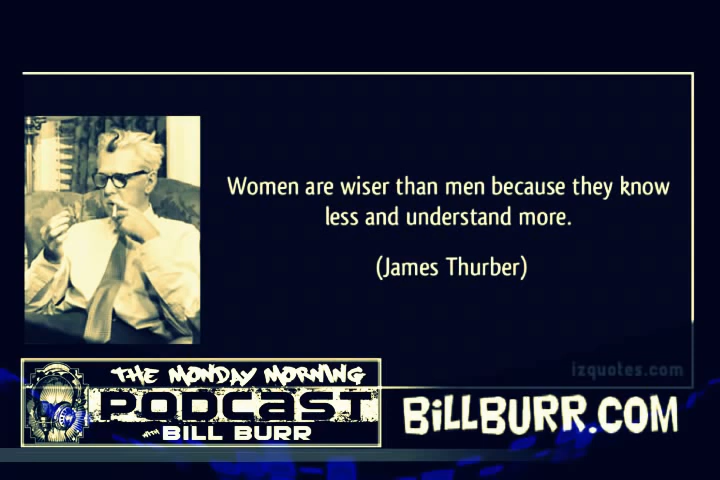 Women are wiser than men because they know
less and understand more.
(James Thurber)
izquotes.com
THE MONDAY MORNING
PODCAST
WITH BILL BURR
BiLLBURR.COM